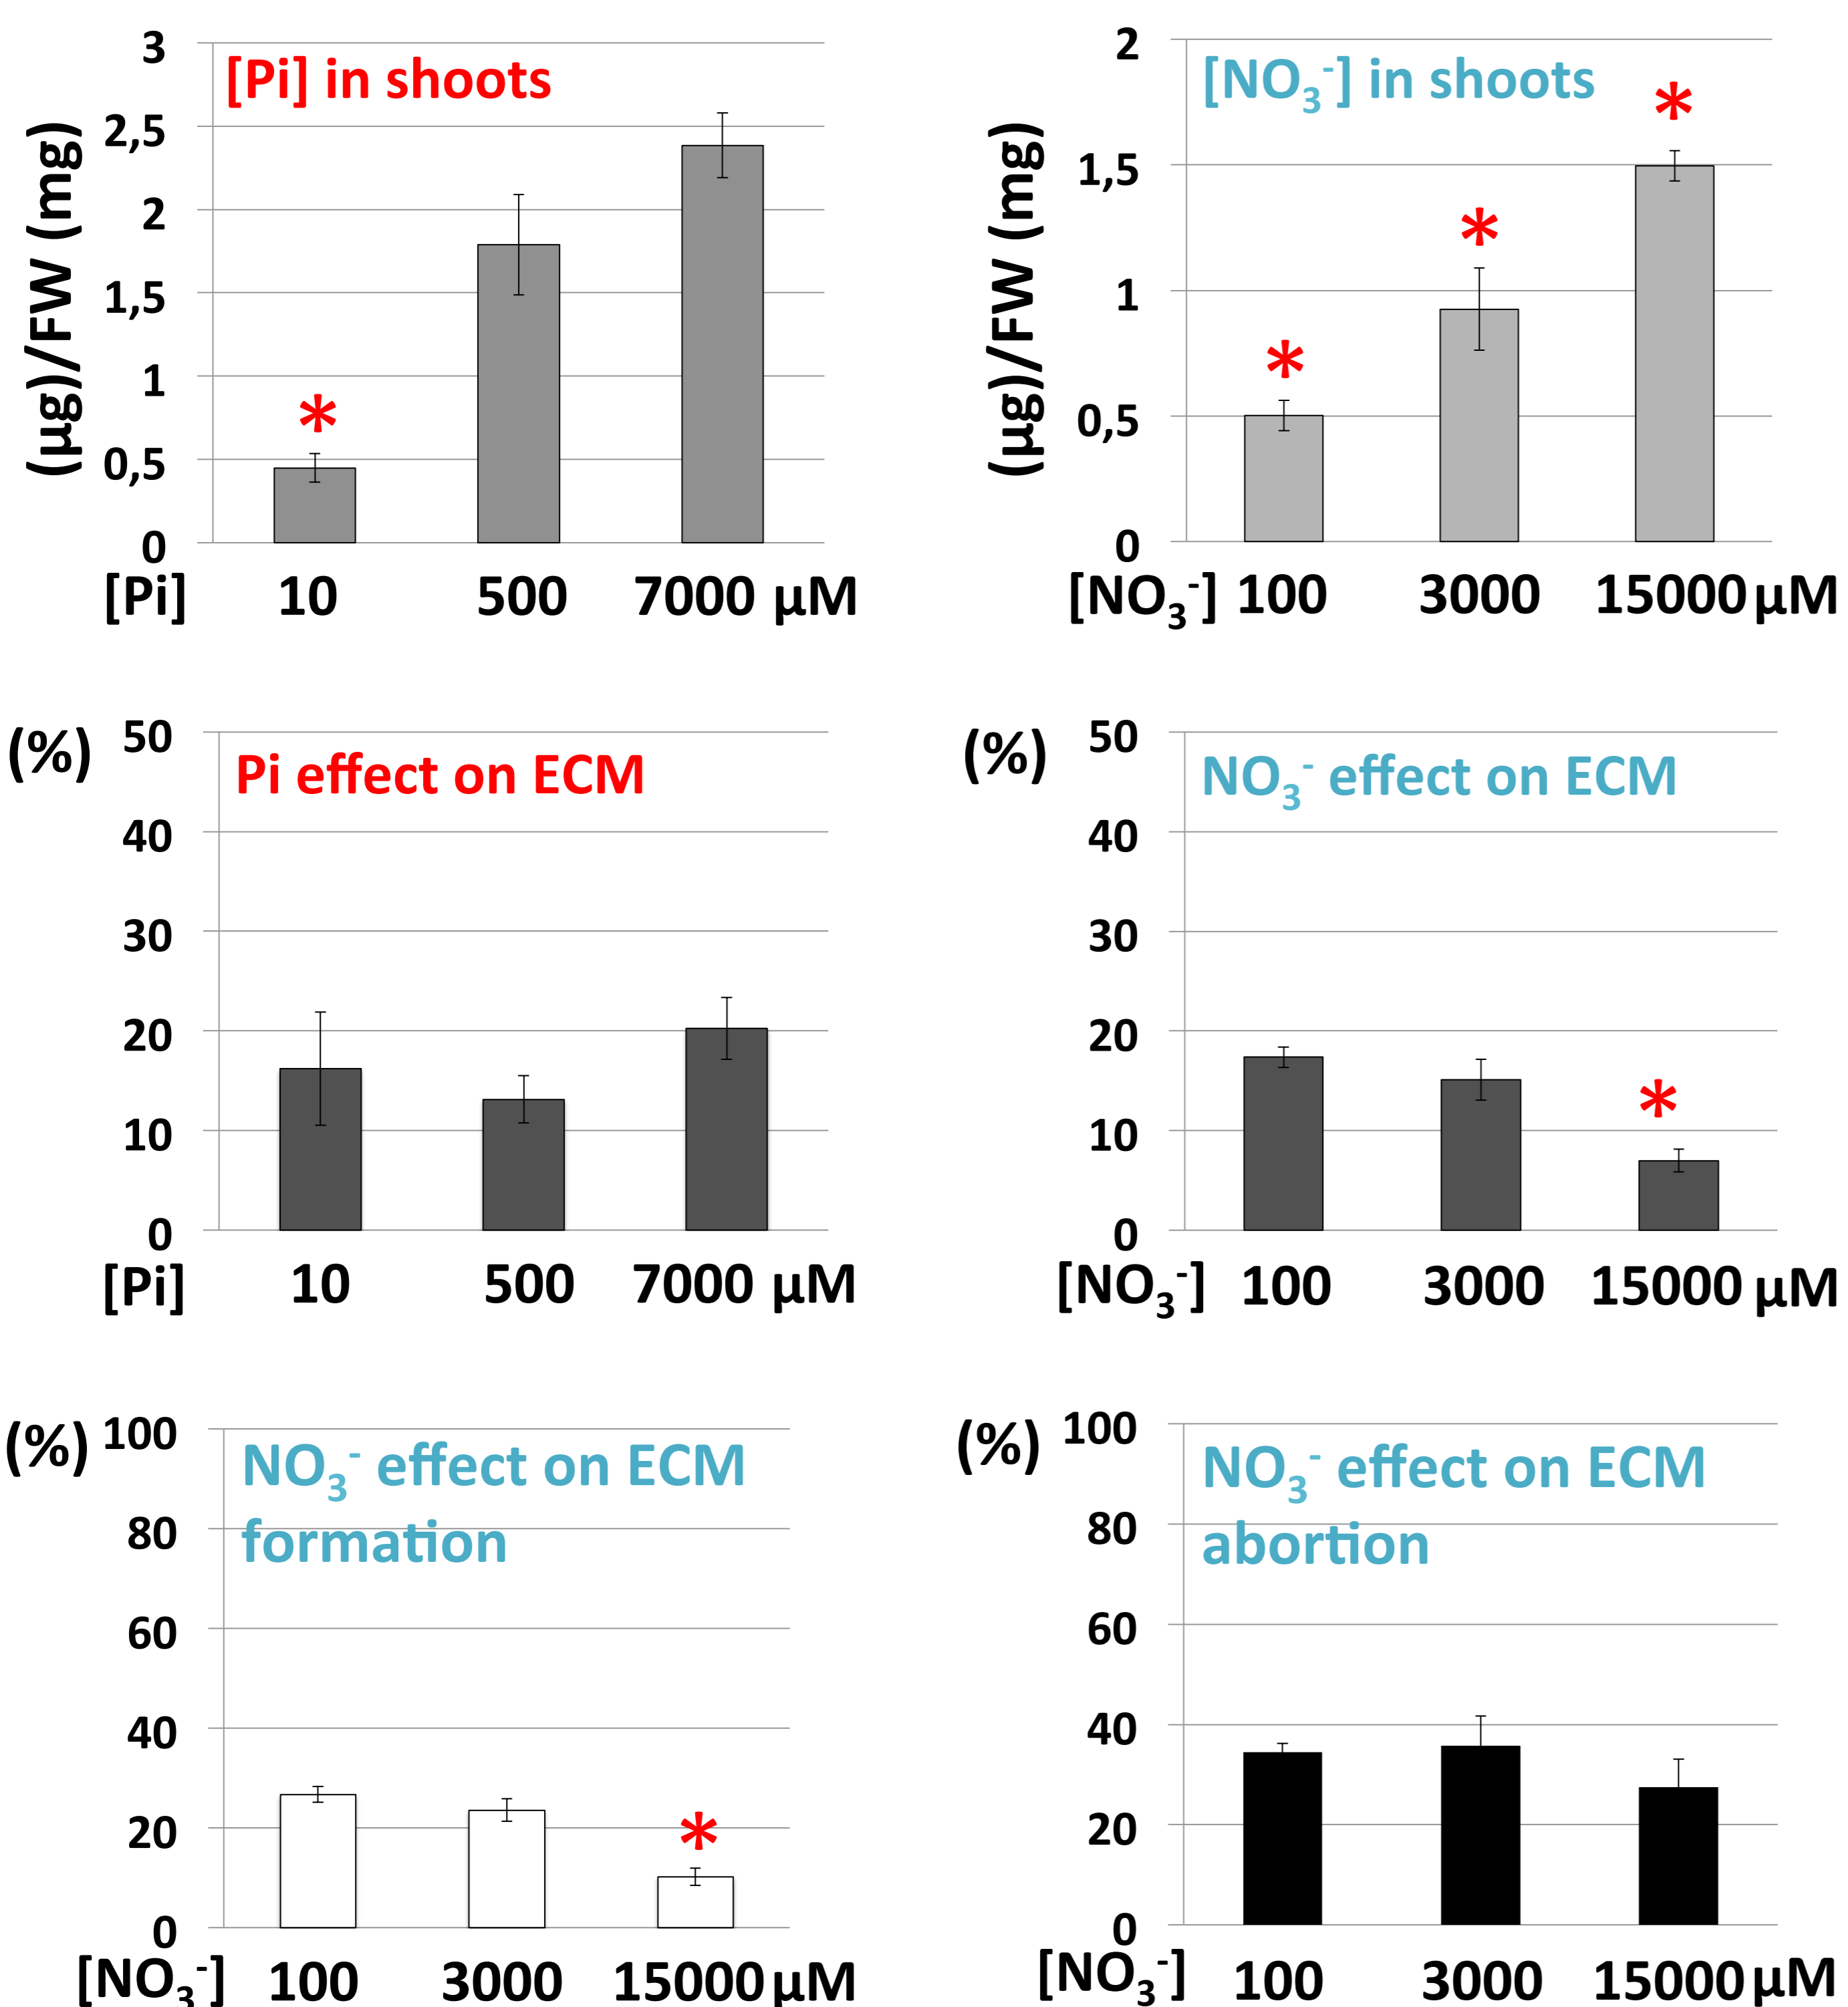 [Pi] in shoots
(µg)/FW (mg)
3
2,5
2
1,5
1
0,5
0
*
[Pi] 10 500 7000 µM
[NO3-] in shoots
(µg)/FW (mg)
2
1,5
1
0,5
0
* * *
[NO3-] 100 3000 15000 µM
(%)
Pi effect on ECM
50
40
30
20
10
0
[Pi] 10 500 7000 µM
(%)
NO3- effect on ECM
50
40
30
20
10
0
*
[NO3-] 100 3000 15000 µM
(%)
NO3- effect on ECM
formation
100
80
60
40
20
0
*
[NO3-] 100 3000 15000 µM
(%)
NO3- effect on ECM
abortion
100
80
60
40
20
0
[NO3-] 100 3000 15000 µM